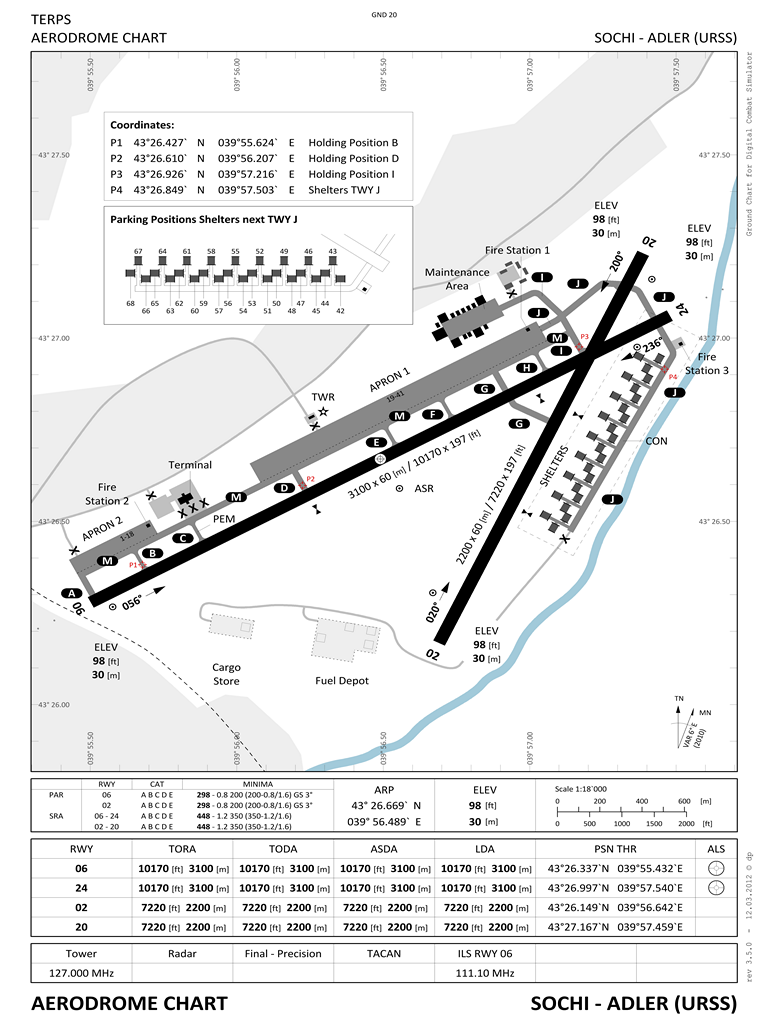 TERPS
GND 20
AERODROME CHART
SOCHI - ADLER (URSS)
039° 55.50
039° 56.00
039° 56.50
039° 57.00
039° 57.50
Ground Chart for Digital Combat Simulator
Coordinates:
P1 43°26.427` N 039°55.624` E Holding Position B
P2 43°26.610` N 039°56.207` E Holding Position D
P3 43°26.926` N 039°57.216` E Holding Position I
P4 43°26.849` N 039°57.503` E Shelters TWY J
43° 27.50
43° 27.50
Parking Positions Shelters next TWY J
67 64 61 58 55 52 49 46 43
68 65 62 59 56 53 50 47 44 42
66 63 60 57 54 51 48 45
ELEV
98 [ft]
30 [m]
ELEV
98 [ft]
30 [m]
20
200°
Fire Station 1
Maintenance
Area
I
J
J
J
24
43° 27.00
43° 27.00
M
I
P3
236°
Fire
Station 3
P4
H
J
APRON 1
19-41
G
TWR
M
F
G
E
CON
SHELTERS
3100 x 60 [m] / 10170 x 197 [ft]
2200 x 60 [m] / 7220 x 197 [ft]
Terminal
P2
D
ASR
Fire
Station 2
M
J
PEM
43° 26.50
43° 26.50
APRON 2
1-18
C
B
M
P1
A
06
056°
020°
02
ELEV
98 [ft]
30 [m]
ELEV
98 [ft]
30 [m]
Cargo
Store
Fuel Depot
43° 26.00
TN
MN
VAR 6° E
(2010)
039° 55.50
039° 56.00
039° 56.50
039° 57.00
RWY CAT MINIMA
PAR 06 A B C D E 298 - 0.8 200 (200-0.8/1.6) GS 3°
02 A B C D E 298 - 0.8 200 (200-0.8/1.6) GS 3°
SRA 06 - 24 A B C D E 448 - 1.2 350 (350-1.2/1.6)
02 - 20 A B C D E 448 - 1.2 350 (350-1.2/1.6)
ARP
43° 26.669` N
039° 56.489` E
ELEV
98 [ft]
30 [m]
Scale 1:18`000
0 200 400 600 [m]
0 500 1000 1500 2000 [ft]
RWY TORA TODA ASDA LDA PSN THR ALS
06 10170 [ft] 3100 [m] 10170 [ft] 3100 [m] 10170 [ft] 3100 [m] 10170 [ft] 3100 [m] 43°26.337`N 039°55.432`E
24 10170 [ft] 3100 [m] 10170 [ft] 3100 [m] 10170 [ft] 3100 [m] 10170 [ft] 3100 [m] 43°26.997`N 039°57.540`E
02 7220 [ft] 2200 [m] 7220 [ft] 2200 [m] 7220 [ft] 2200 [m] 7220 [ft] 2200 [m] 43°26.149`N 039°56.642`E
20 7220 [ft] 2200 [m] 7220 [ft] 2200 [m] 7220 [ft] 2200 [m] 7220 [ft] 2200 [m] 43°27.167`N 039°57.459`E
Tower Radar Final - Precision TACAN ILS RWY 06
127.000 MHz 111.10 MHz
rev 3.5.0 - 12.03.2012 © dp
AERODROME CHART
SOCHI - ADLER (URSS)